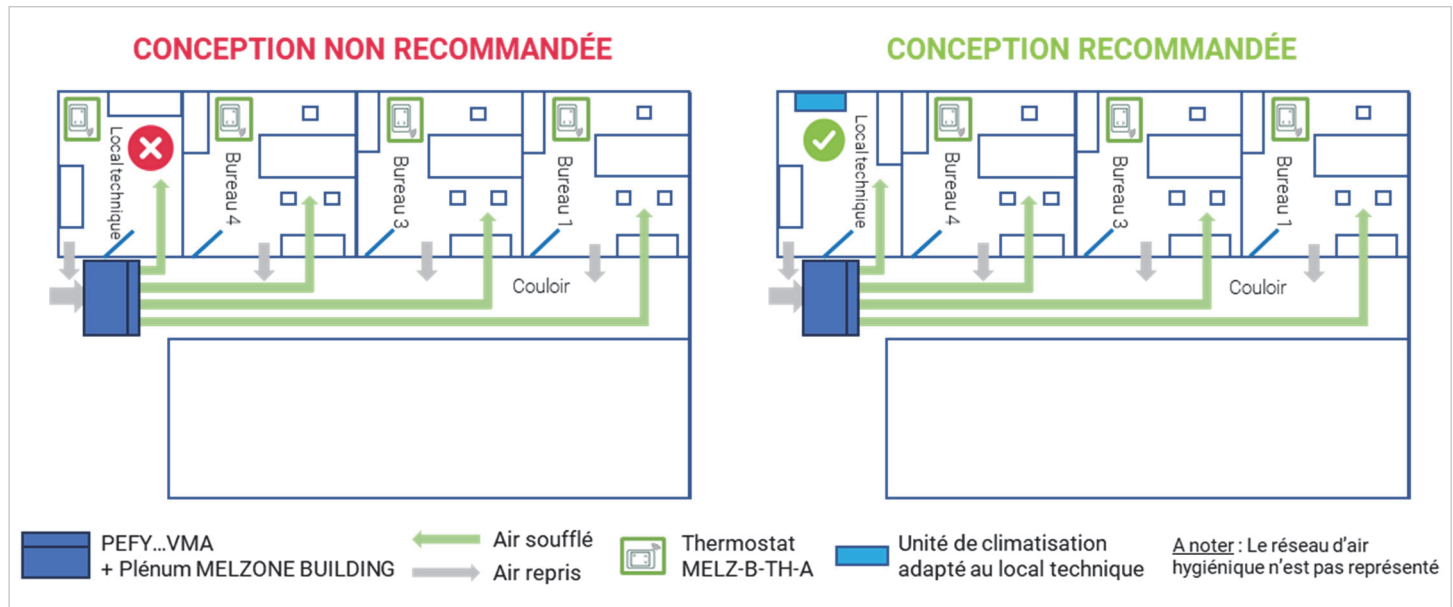 CONCEPTION NON RECOMMANDÉE
Local technique
Bureau 4
Bureau 3
Bureau 1
Couloir
CONCEPTION RECOMMANDÉE
Local technique
Bureau 4
Bureau 3
Bureau 1
Couloir
PEFY...VMA
+ Plénum MELZONE BUILDING
Air soufflé
Air repris
Thermostat
MELZ-B-TH-A
Unité de climatisation
adapté au local technique
A noter : Le réseau d'air
hygiénique n'est pas représenté